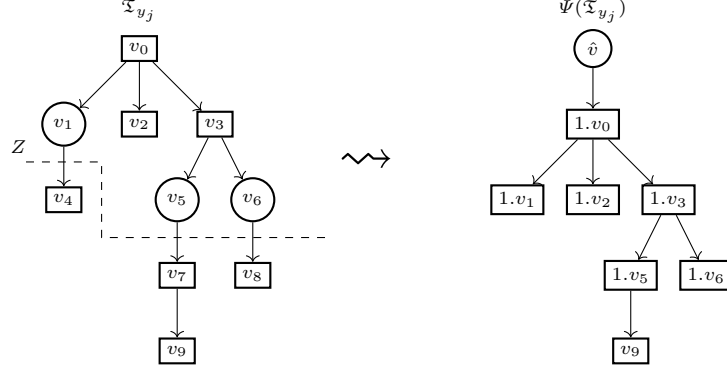 𝔗_{y_j}
Ψ(𝔗_{y_j})
v_0
v̂
v_1
v_2
v_3
1.v_0
Z
v_4
v_5
v_6
1.v_1
1.v_2
1.v_3
v_7
v_8
1.v_5
1.v_6
v_9
v_9